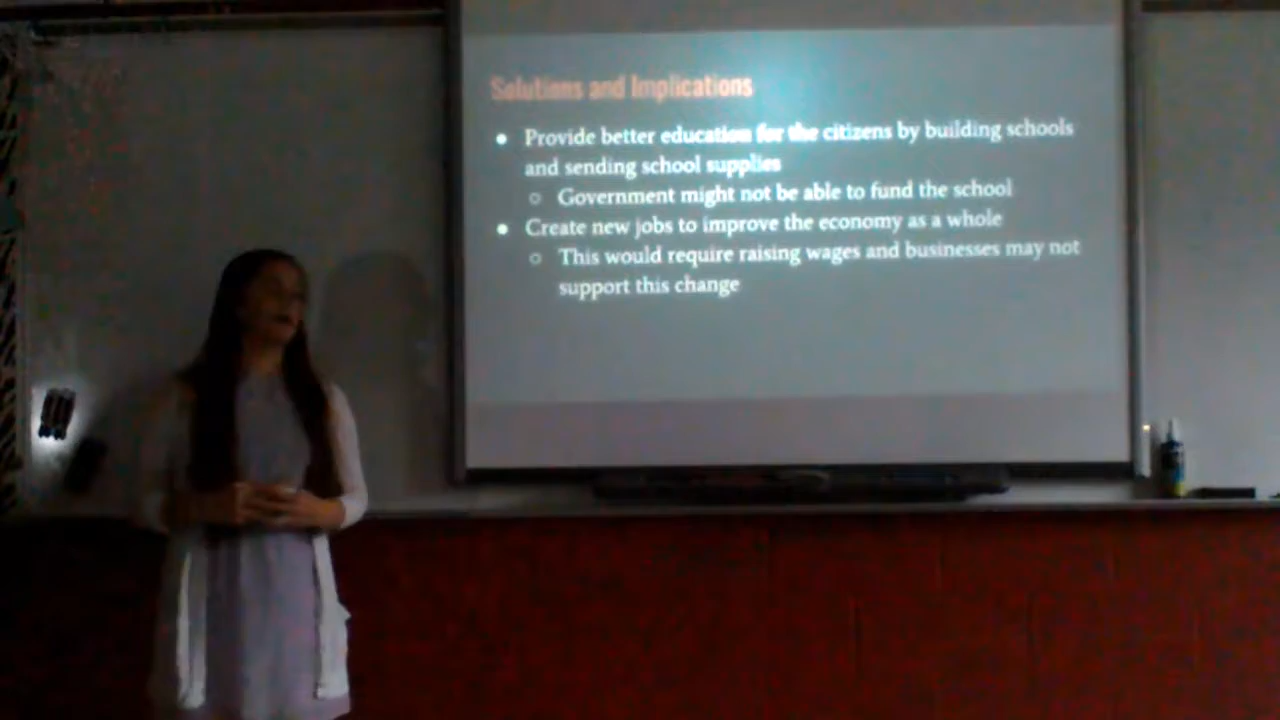 Solutions and Implications
● Provide better education for the citizens by building schools
and sending school supplies
○ Government might not be able to fund the school
● Create new jobs to improve the economy as a whole
○ This would require raising wages and businesses may not
support this change